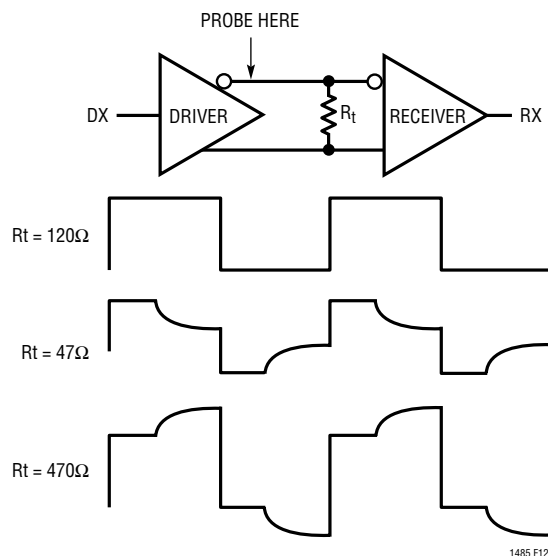 PROBE HERE
DX
DRIVER
Rt
RECEIVER
RX
Rt = 120Ω
Rt = 47Ω
Rt = 470Ω
1485 F12